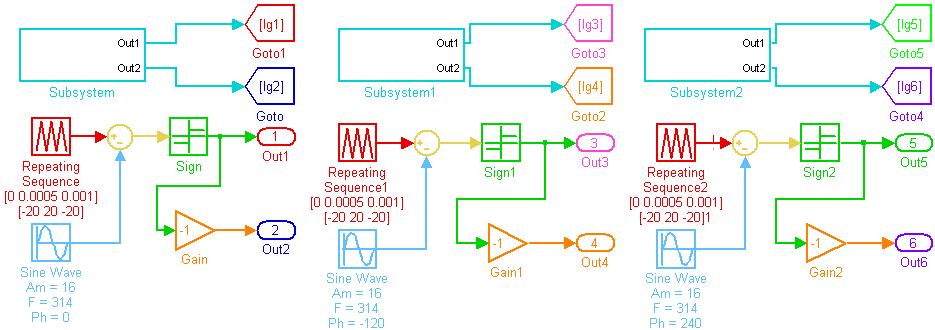 [Ig1]
Out1
Goto1
[Ig2]
Out2
Subsystem
Goto
[Ig3]
Out1
Goto3
[Ig4]
Out2
Subsystem1
Goto2
[Ig5]
Out1
Goto5
[Ig6]
Out2
Subsystem2
Goto4
+
-
1
Out1
Sign
Repeating
Sequence
[0 0.0005 0.001]
[-20 20 -20]
-1
Gain
2
Out2
Sine Wave
Am = 16
F = 314
Ph = 0
+
-
3
Out3
Sign1
Repeating
Sequence1
[0 0.0005 0.001]
[-20 20 -20]
-1
Gain1
4
Out4
Sine Wave
Am = 16
F = 314
Ph = -120
+
-
5
Out5
Sign2
Repeating
Sequence2
[0 0.0005 0.001]
[-20 20 -20]1
-1
Gain2
6
Out6
Sine Wave
Am = 16
F = 314
Ph = 240